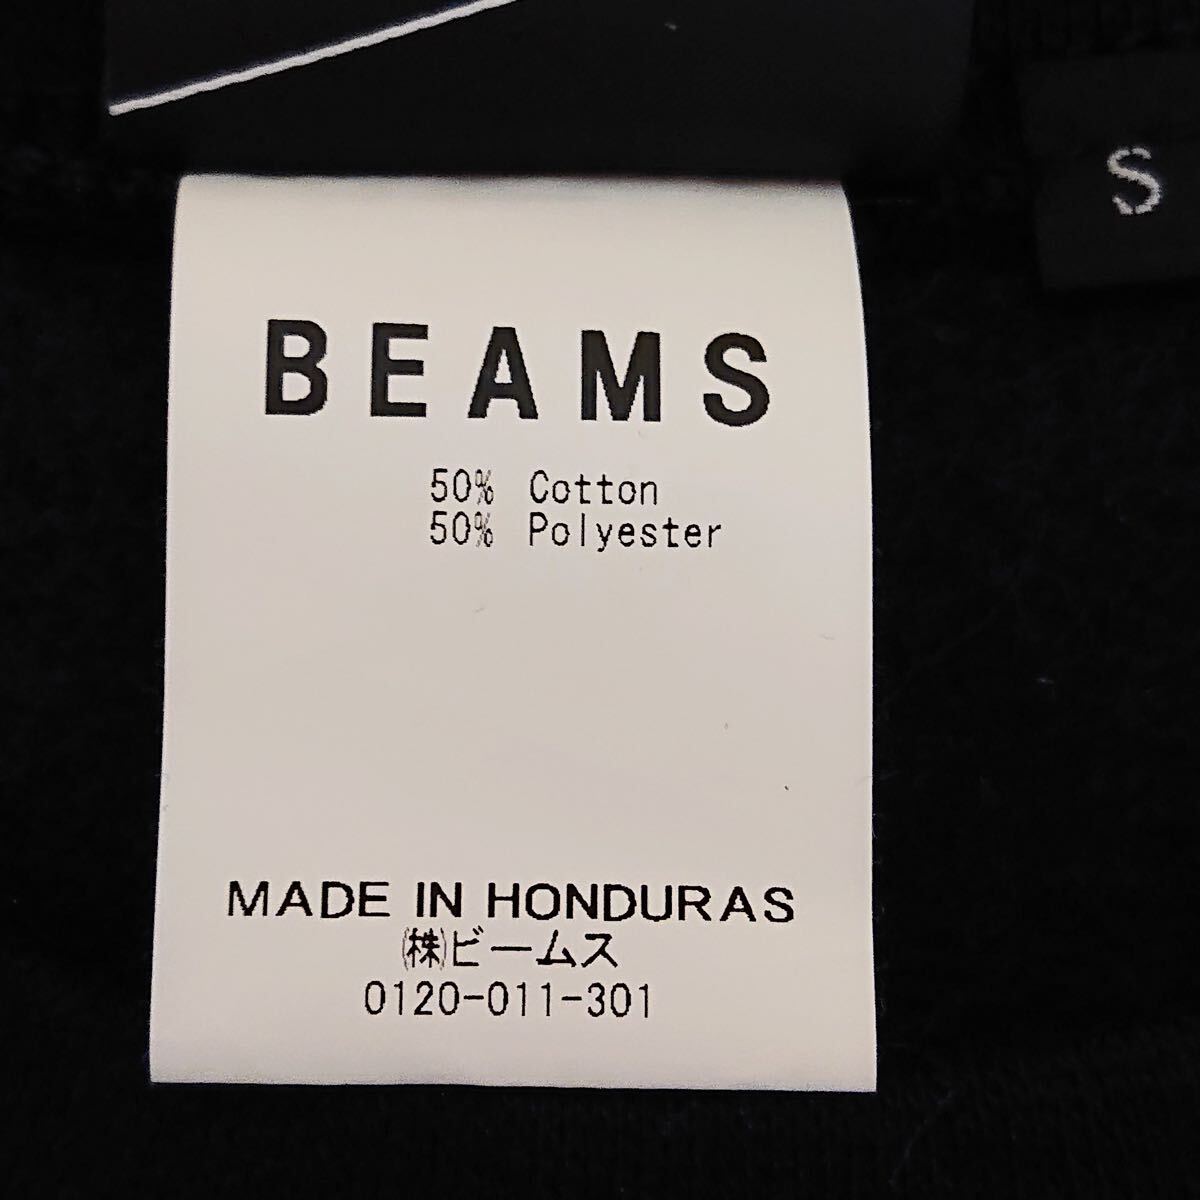 S
BEAMS
50% Cotton
50% Polyester
MADE IN HONDURAS
㈱ビームス
0120-011-301